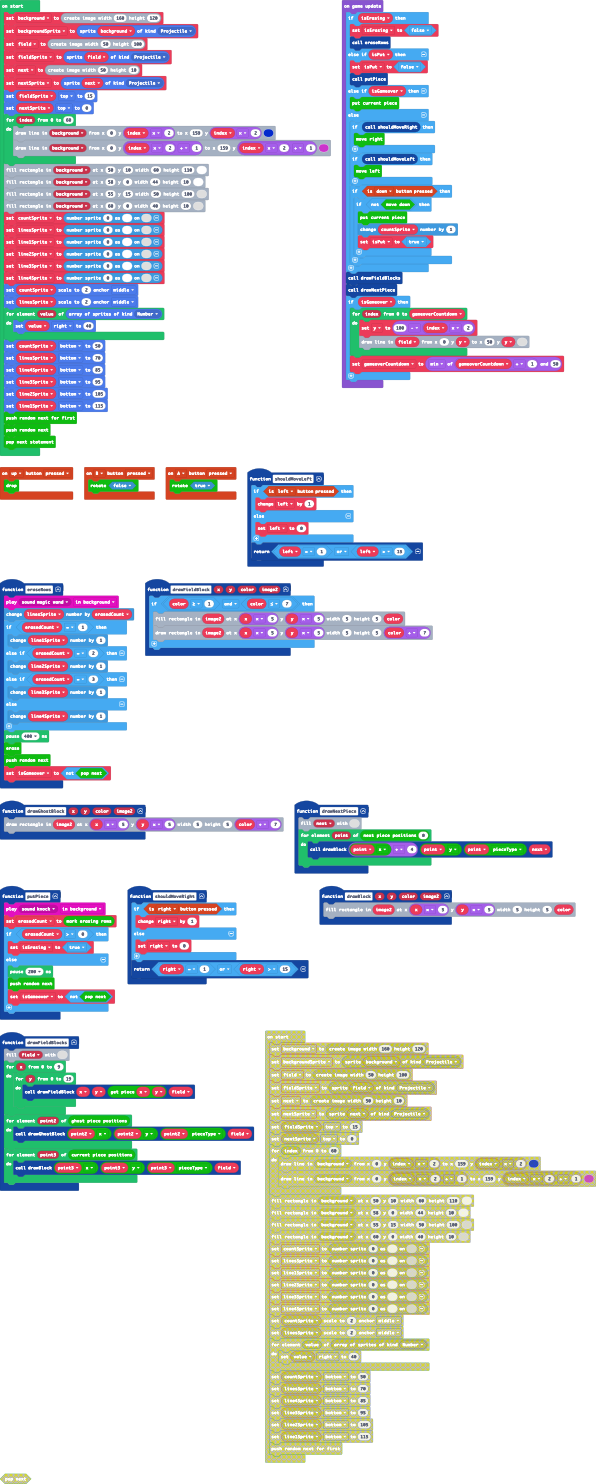 on start
set background to create image width 160 height 120
set backgroundSprite to sprite background of kind Projectile
set field to create image width 50 height 100
set fieldSprite to sprite field of kind Projectile
set next to create image width 50 height 10
set nextSprite to sprite next of kind Projectile
set fieldSprite top to 15
set nextSprite top to 0
for index from 0 to 60
do draw line in background from x 0 y index × 2 to x 159 y index × 2
draw line in background from x 0 y index × 2 + 1 to x 159 y index × 2 + 1
fill rectangle in background at x 50 y 10 width 60 height 110
fill rectangle in background at x 58 y 0 width 44 height 10
fill rectangle in background at x 55 y 15 width 50 height 100
fill rectangle in background at x 60 y 0 width 40 height 10
set countSprite to number sprite 0 as on
set linesSprite to number sprite 0 as on
set line1Sprite to number sprite 0 as on
set line2Sprite to number sprite 0 as on
set line3Sprite to number sprite 0 as on
set line4Sprite to number sprite 0 as on
set countSprite scale to 2 anchor middle
set linesSprite scale to 2 anchor middle
for element value of array of sprites of kind Number
do set value right to 40
set countSprite bottom to 50
set linesSprite bottom to 70
set line4Sprite bottom to 85
set line3Sprite bottom to 95
set line2Sprite bottom to 105
set line1Sprite bottom to 115
push random next for first
push random next
pop next statement
on game update
if isErasing then
set isErasing to false
call eraseRows
else if isPut then
set isPut to false
call putPiece
else if isGameover then
put current piece
else
if call shouldMoveRight then
move right
if call shouldMoveLeft then
move left
if is down button pressed then
if not move down then
put current piece
change countSprite number by 1
set isPut to true
call drawFieldBlocks
call drawNextPiece
if isGameover then
for index from 0 to gameoverCountdown
do set y to 100 - index × 2
draw line in field from x 0 y y to x 50 y y
set gameoverCountdown to min of gameoverCountdown + 1 and 50
on up button pressed
drop
on B button pressed
rotate false
on A button pressed
rotate true
function shouldMoveLeft
if is left button pressed then
change left by 1
else
set left to 0
return left = 1 or left > 15
function eraseRows
play sound magic wand in background
change linesSprite number by erasedCount
if erasedCount = 1 then
change line1Sprite number by 1
else if erasedCount = 2 then
change line2Sprite number by 1
else if erasedCount = 3 then
change line3Sprite number by 1
else
change line4Sprite number by 1
pause 400 ms
erase
push random next
set isGameover to not pop next
function drawFieldBlock x y color image2
if color ≥ 1 and color ≤ 7 then
fill rectangle in image2 at x x × 5 y y × 5 width 5 height 5 color
draw rectangle in image2 at x x × 5 y y × 5 width 5 height 5 color + 7
function drawGhostBlock x y color image2
draw rectangle in image2 at x x × 5 y y × 5 width 5 height 5 color + 7
function drawNextPiece
fill next with
for element point of next piece positions 0
do call drawBlock point x + 4 point y point pieceType next
function putPiece
play sound knock in background
set erasedCount to mark erasing rows
if erasedCount > 0 then
set isErasing to true
else
pause 200 ms
push random next
set isGameover to not pop next
function shouldMoveRight
if is right button pressed then
change right by 1
else
set right to 0
return right = 1 or right > 15
function drawBlock x y color image2
fill rectangle in image2 at x x × 5 y y × 5 width 5 height 5 color
function drawFieldBlocks
fill field with
for x from 0 to 9
do for y from 0 to 19
do call drawFieldBlock x y put piece x y field
for element point2 of ghost piece positions
do call drawGhostBlock point2 x point2 y point2 pieceType field
for element point3 of current piece positions
do call drawBlock point3 x point3 y point3 pieceType field
on start
set background to create image width 160 height 120
set backgroundSprite to sprite background of kind Projectile
set field to create image width 50 height 100
set fieldSprite to sprite field of kind Projectile
set next to create image width 50 height 10
set nextSprite to sprite next of kind Projectile
set fieldSprite top to 15
set nextSprite top to 0
for index from 0 to 60
do draw line in background from x 0 y index × 2 to x 159 y index × 2
draw line in background from x 0 y index × 2 + 1 to x 159 y index × 2 + 1
fill rectangle in background at x 50 y 10 width 60 height 110
fill rectangle in background at x 58 y 0 width 44 height 10
fill rectangle in background at x 55 y 15 width 50 height 100
fill rectangle in background at x 60 y 0 width 40 height 10
set countSprite to number sprite 0 as on
set linesSprite to number sprite 0 as on
set line1Sprite to number sprite 0 as on
set line2Sprite to number sprite 0 as on
set line3Sprite to number sprite 0 as on
set line4Sprite to number sprite 0 as on
set countSprite scale to 2 anchor middle
set linesSprite scale to 2 anchor middle
for element value of array of sprites of kind Number
do set value right to 40
set countSprite bottom to 50
set linesSprite bottom to 70
set line4Sprite bottom to 85
set line3Sprite bottom to 95
set line2Sprite bottom to 105
set line1Sprite bottom to 115
push random next for first
pop next